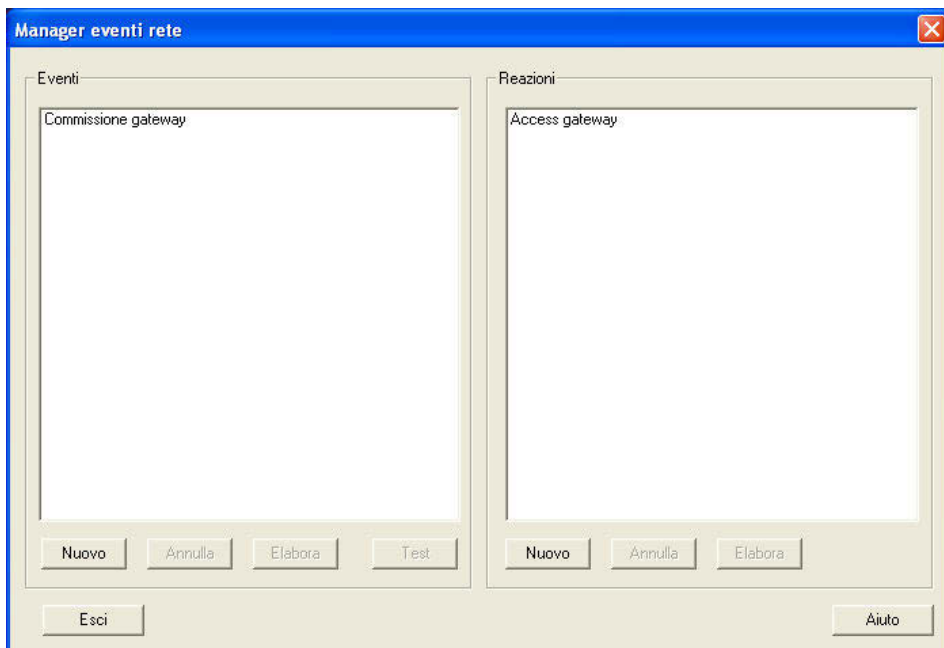 Manager eventi rete
Eventi
Commissione gateway
Nuovo
Annulla
Elabora
Test
Reazioni
Access gateway
Nuovo
Annulla
Elabora
Esci
Aiuto